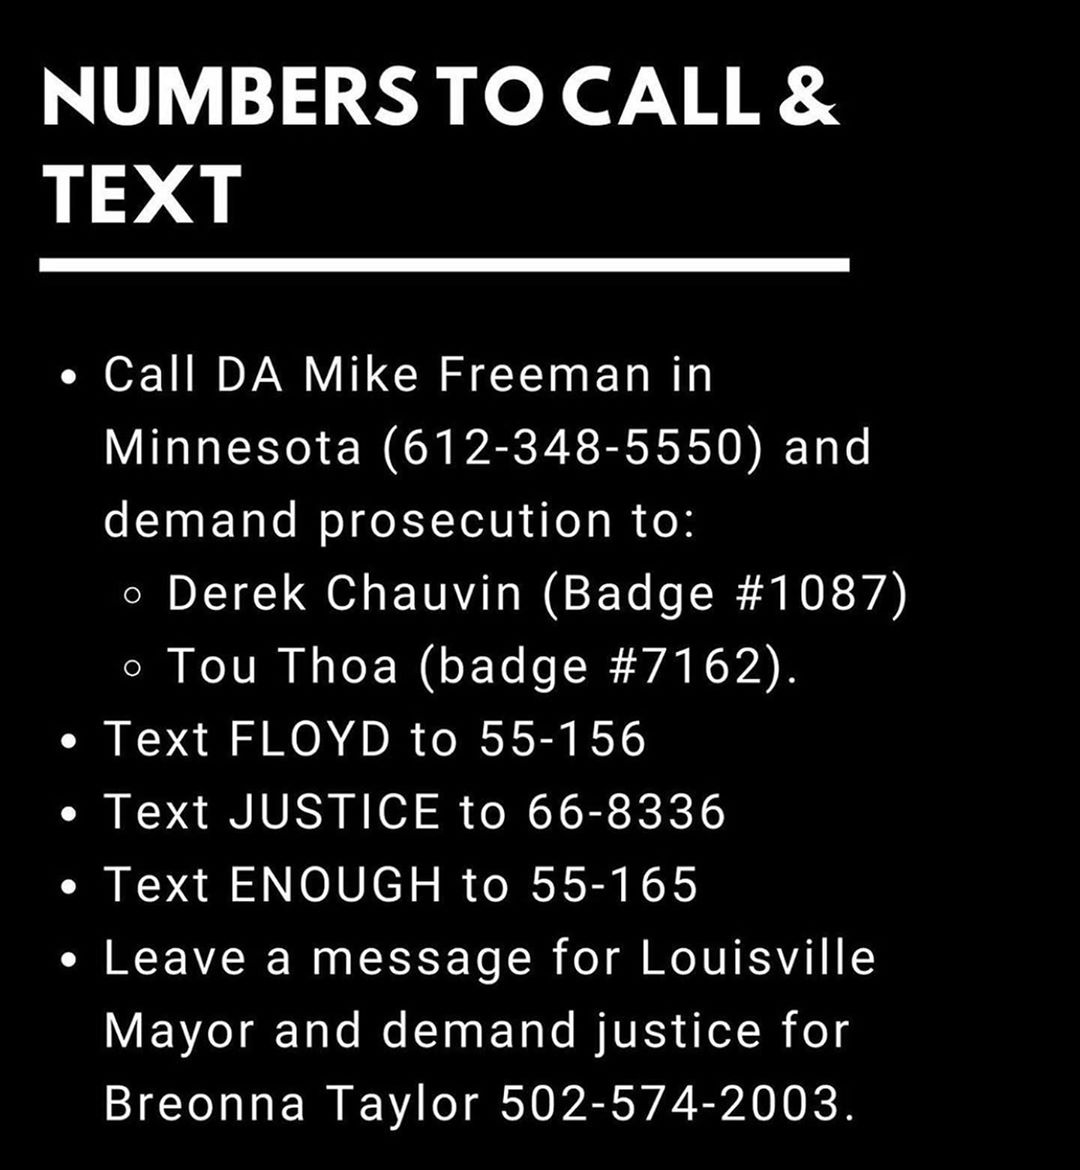 NUMBERS TO CALL &
TEXT
• Call DA Mike Freeman in
Minnesota (612-348-5550) and
demand prosecution to:
◦ Derek Chauvin (Badge #1087)
◦ Tou Thoa (badge #7162).
• Text FLOYD to 55-156
• Text JUSTICE to 66-8336
• Text ENOUGH to 55-165
• Leave a message for Louisville
Mayor and demand justice for
Breonna Taylor 502-574-2003.